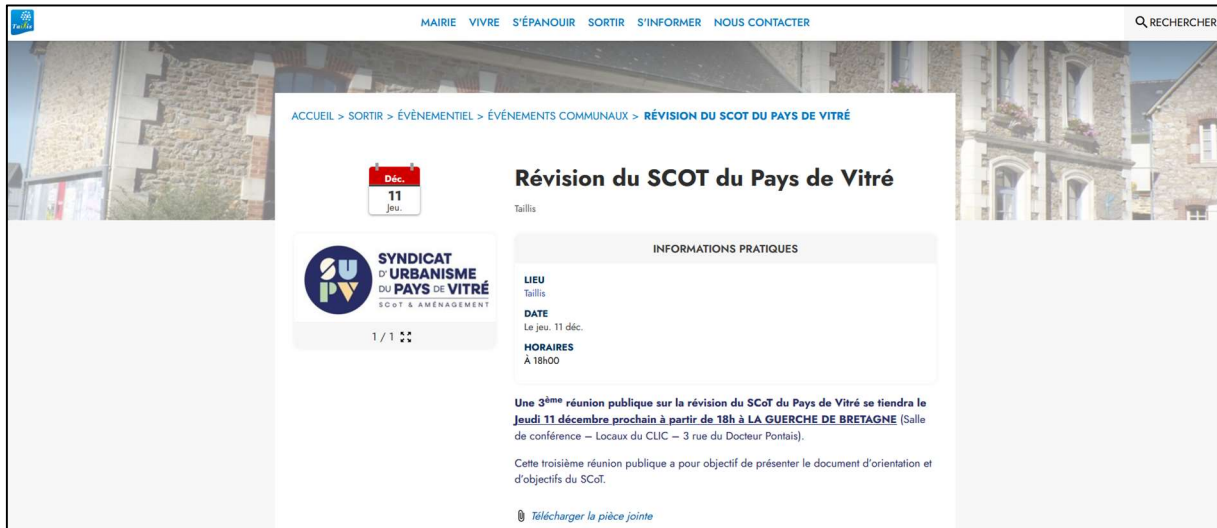 Taillis
MAIRIE VIVRE S'ÉPANOUIR SORTIR S'INFORMER NOUS CONTACTER
RECHERCHER
ACCUEIL > SORTIR > ÉVÈNEMENTIEL > ÉVÉNEMENTS COMMUNAUX > RÉVISION DU SCOT DU PAYS DE VITRÉ
Déc.
11
Jeu.
Révision du SCOT du Pays de Vitré
Taillis
SUPV
SYNDICAT
D'URBANISME
DU PAYS DE VITRÉ
SCOT & AMÉNAGEMENT
1 / 1
INFORMATIONS PRATIQUES
LIEU
Taillis
DATE
Le jeu. 11 déc.
HORAIRES
À 18h00
Une 3ème réunion publique sur la révision du SCoT du Pays de Vitré se tiendra le
Jeudi 11 décembre prochain à partir de 18h à LA GUERCHE DE BRETAGNE (Salle
de conférence – Locaux du CLIC – 3 rue du Docteur Pontais).
Cette troisième réunion publique a pour objectif de présenter le document d'orientation et
d'objectifs du SCoT.
Télécharger la pièce jointe